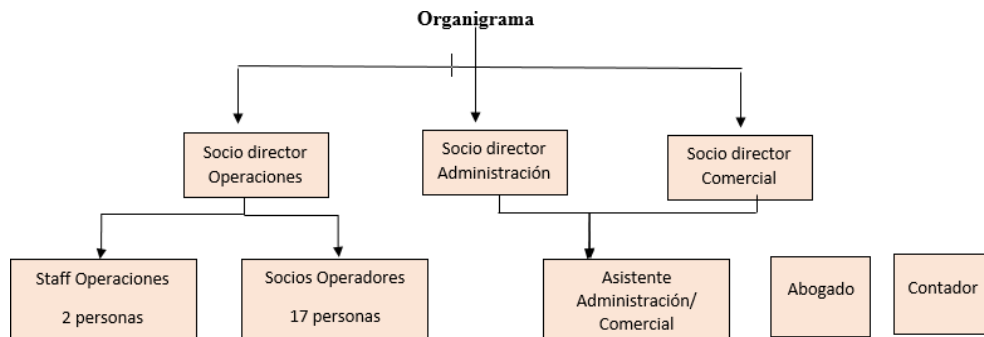 Organigrama
Socio director
Operaciones
Socio director
Administración
Socio director
Comercial
Staff Operaciones
2 personas
Socios Operadores
17 personas
Asistente
Administración/
Comercial
Abogado
Contador